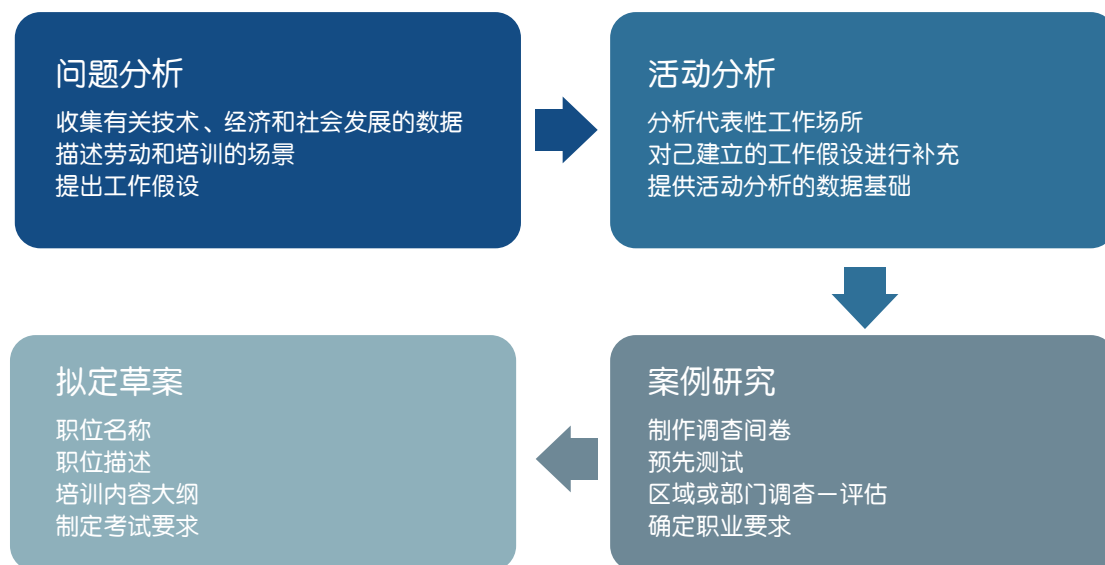 问题分析
收集有关技术、经济和社会发展的数据
描述劳动和培训的场景
提出工作假设
活动分析
分析代表性工作场所
对己建立的工作假设进行补充
提供活动分析的数据基础
案例研究
制作调查间卷
预先测试
区域或部门调查一评估
确定职业要求
拟定草案
职位名称
职位描述
培训内容大纲
制定考试要求